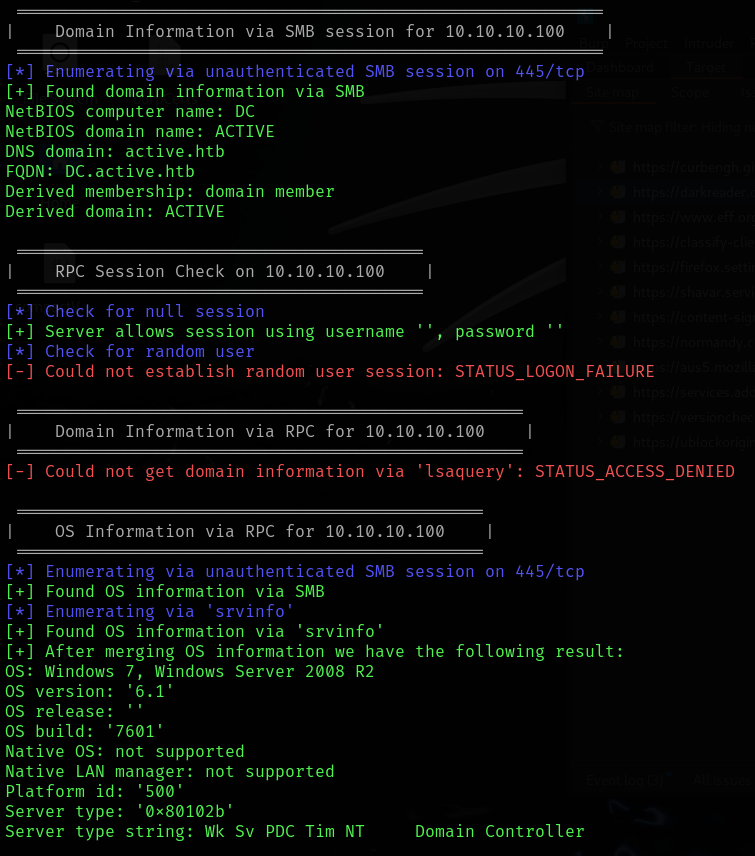 |    Domain Information via SMB session for 10.10.10.100    |
[*] Enumerating via unauthenticated SMB session on 445/tcp
[+] Found domain information via SMB
NetBIOS computer name: DC
NetBIOS domain name: ACTIVE
DNS domain: active.htb
FQDN: DC.active.htb
Derived membership: domain member
Derived domain: ACTIVE
|    RPC Session Check on 10.10.10.100    |
[*] Check for null session
[+] Server allows session using username '', password ''
[*] Check for random user
[-] Could not establish random user session: STATUS_LOGON_FAILURE
|    Domain Information via RPC for 10.10.10.100    |
[-] Could not get domain information via 'lsaquery': STATUS_ACCESS_DENIED
|    OS Information via RPC for 10.10.10.100    |
[*] Enumerating via unauthenticated SMB session on 445/tcp
[+] Found OS information via SMB
[*] Enumerating via 'srvinfo'
[+] Found OS information via 'srvinfo'
[+] After merging OS information we have the following result:
OS: Windows 7, Windows Server 2008 R2
OS version: '6.1'
OS release: ''
OS build: '7601'
Native OS: not supported
Native LAN manager: not supported
Platform id: '500'
Server type: '0x80102b'
Server type string: Wk Sv PDC Tim NT     Domain Controller